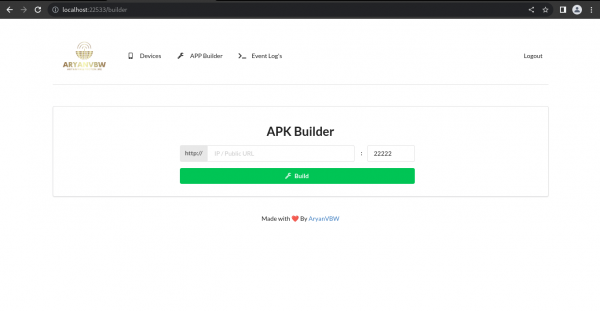 localhost:22533/builder
ARYANVBW
Devices
APP Builder
Event Log's
Logout
APK Builder
http:// IP / Public URL : 22222
Build
Made with ❤️ By AryanVBW